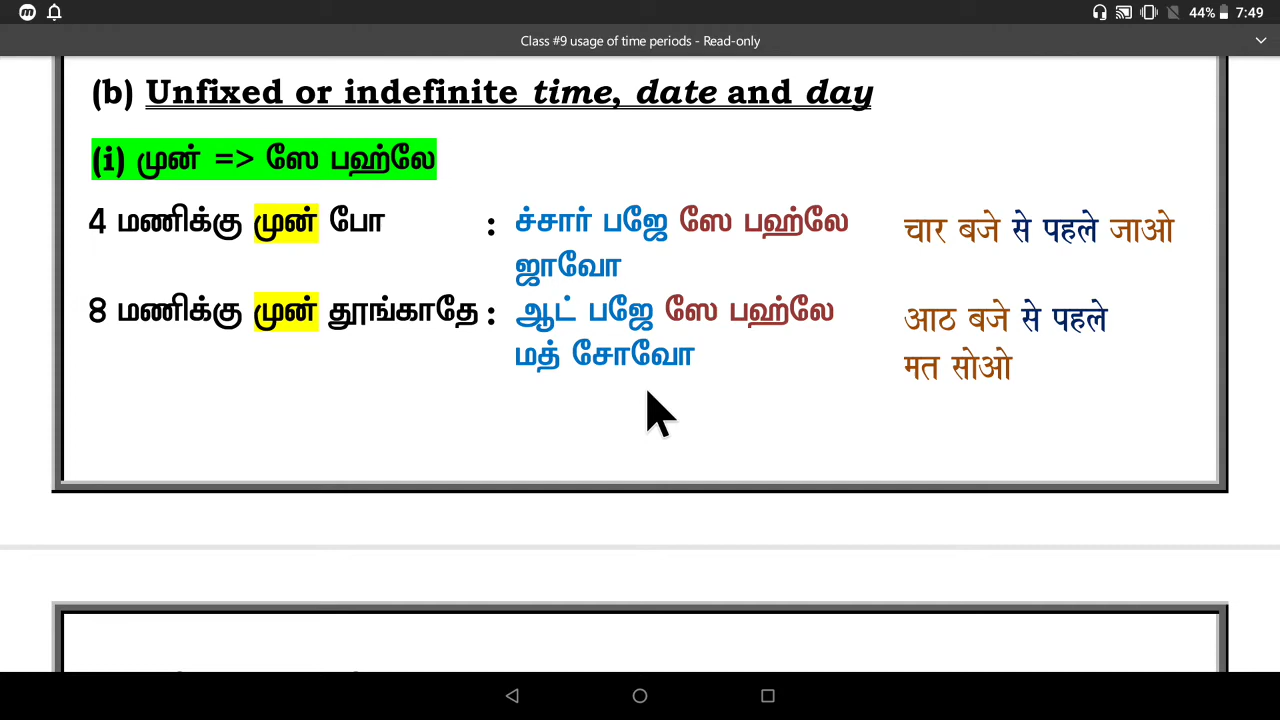 44% 7:49
Class #9 usage of time periods - Read-only
(b) Unfixed or indefinite time, date and day
(i) முன் => ஸே பஹ்லே
4 மணிக்கு முன் போ : ச்சார் பஜே ஸே பஹ்லே चार बजे से पहले जाओ
ஜாவோ
8 மணிக்கு முன் தூங்காதே : ஆட் பஜே ஸே பஹ்லே आठ बजे से पहले
மத் சோவோ मत सोओ